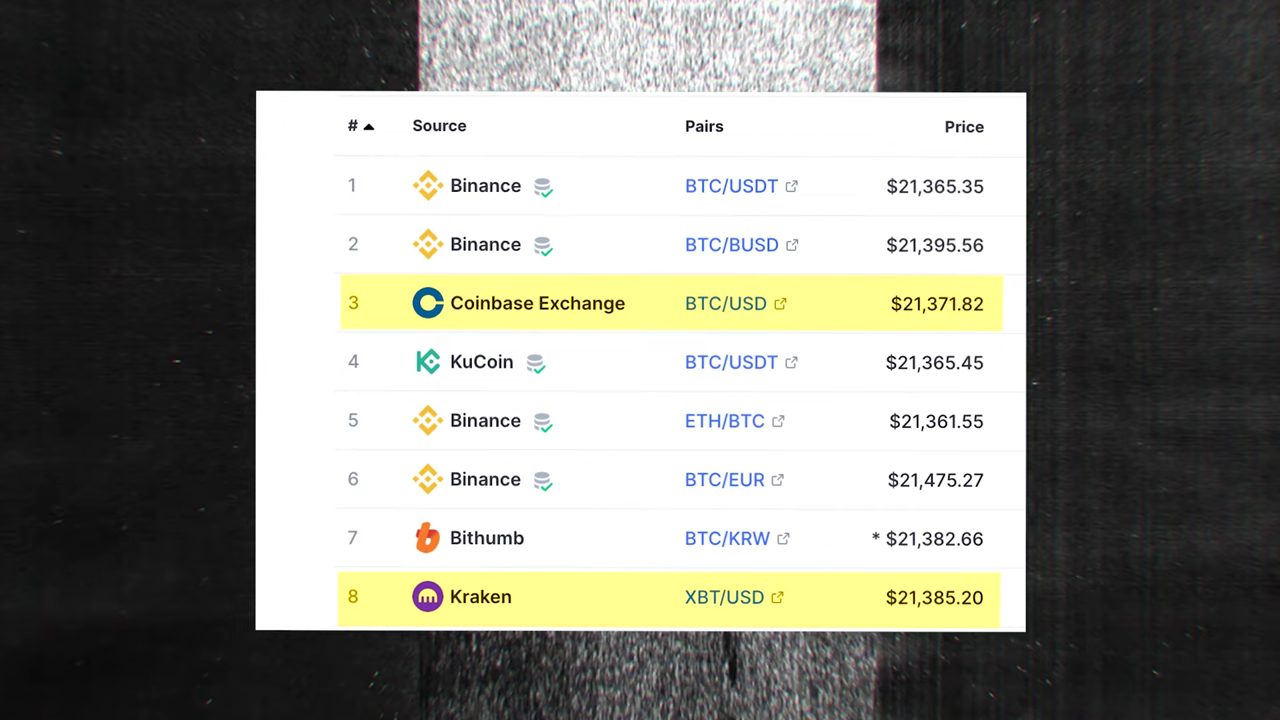 # Source Pairs Price
1 Binance BTC/USDT $21,365.35
2 Binance BTC/BUSD $21,395.56
3 Coinbase Exchange BTC/USD $21,371.82
4 KuCoin BTC/USDT $21,365.45
5 Binance ETH/BTC $21,361.55
6 Binance BTC/EUR $21,475.27
7 Bithumb BTC/KRW * $21,382.66
8 Kraken XBT/USD $21,385.20